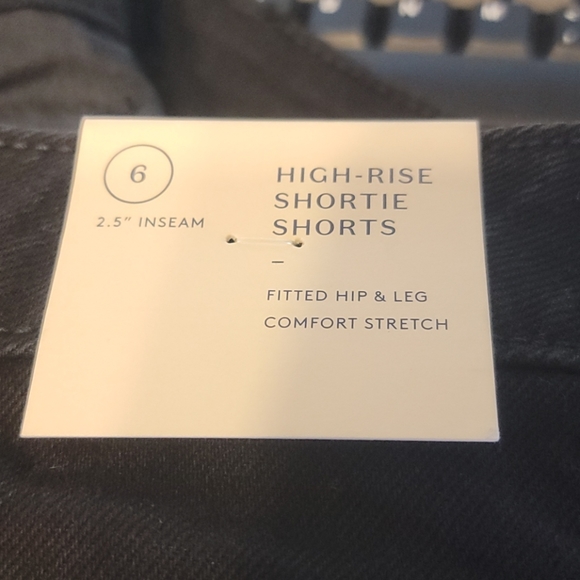 6
2.5" INSEAM
HIGH-RISE
SHORTIE
SHORTS
–
FITTED HIP & LEG
COMFORT STRETCH